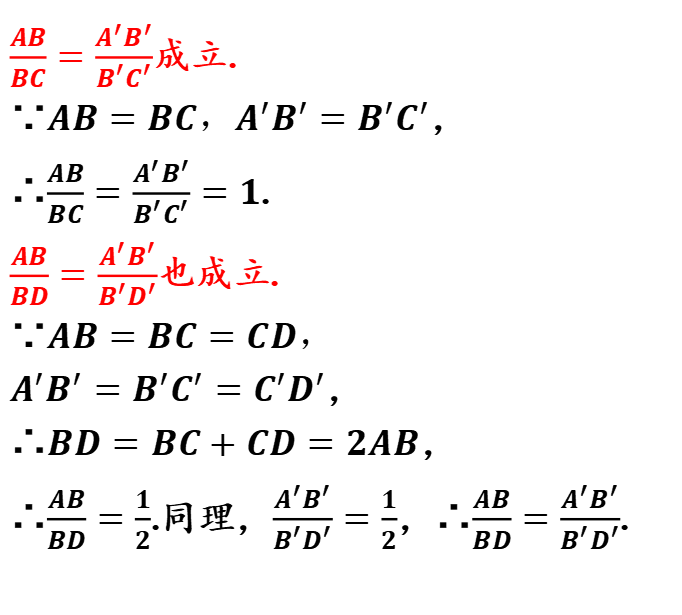 AB/BC = A′B′/B′C′成立.
∵AB = BC，A′B′ = B′C′,
∴AB/BC = A′B′/B′C′ = 1.
AB/BD = A′B′/B′D′也成立.
∵AB = BC = CD,
A′B′ = B′C′ = C′D′,
∴BD = BC + CD = 2AB,
∴AB/BD = 1/2.同理，A′B′/B′D′ = 1/2，∴AB/BD = A′B′/B′D′.